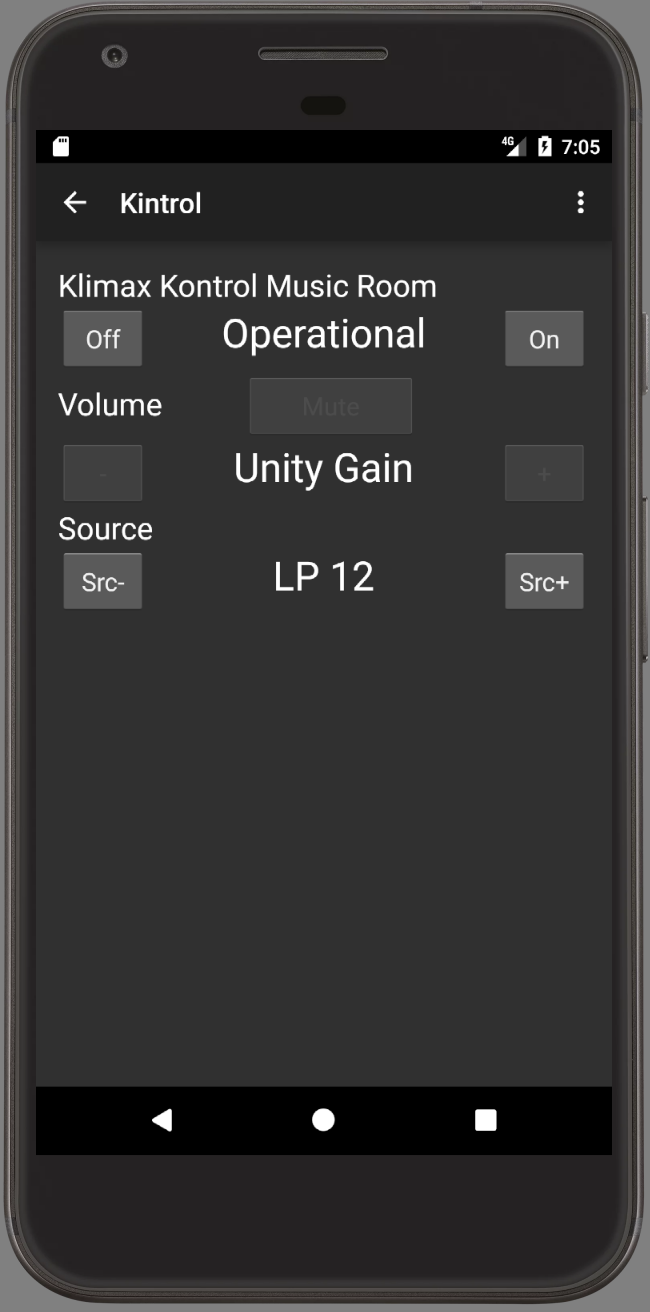 4G 7:05
Kintrol
Klimax Kontrol Music Room
Off Operational On
Volume Mute
- Unity Gain +
Source
Src- LP 12 Src+